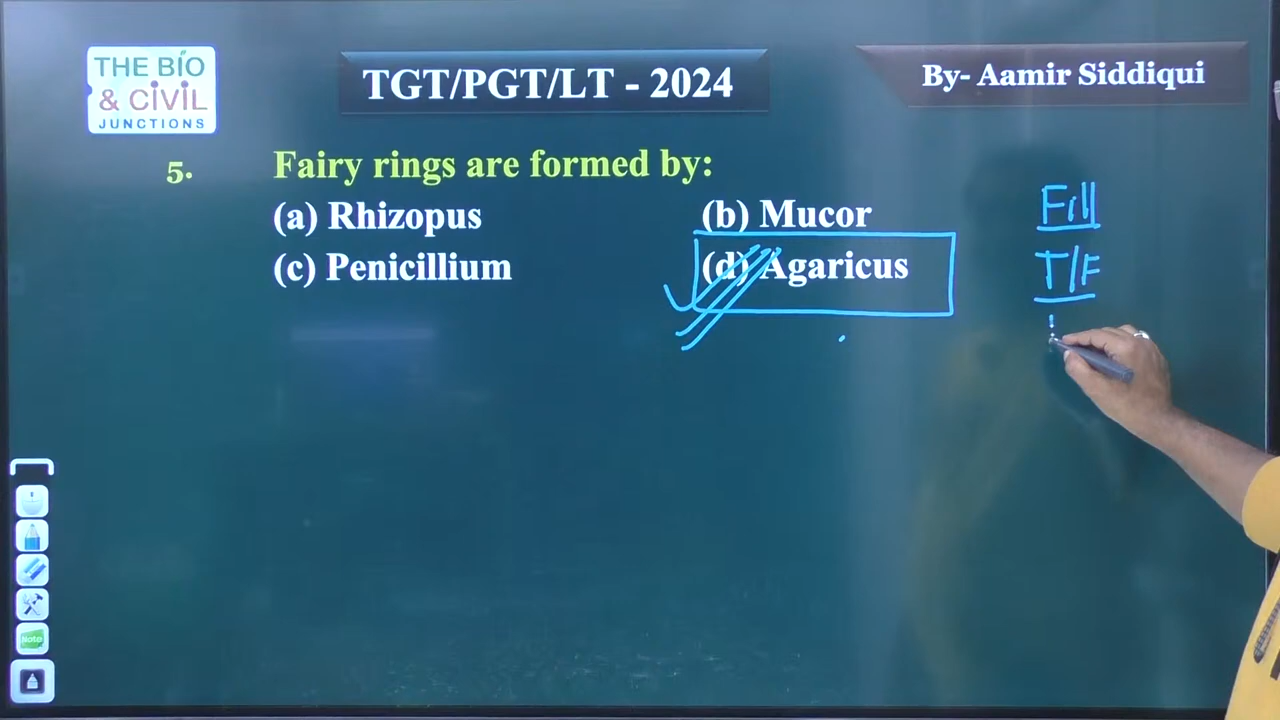 THE BIO
& CIVIL
JUNCTIONS
TGT/PGT/LT - 2024
By- Aamir Siddiqui
5. Fairy rings are formed by:
(a) Rhizopus (b) Mucor
(c) Penicillium (d) Agaricus
Fill
T/F
Note